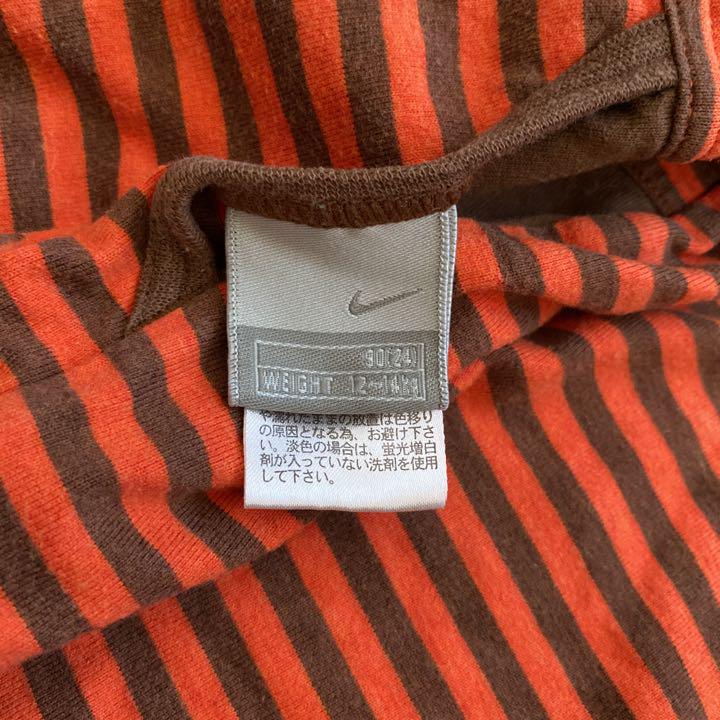 90(24)
WEIGHT 12~14kg
や濡れたままの放置は色移り
の原因となる為、お避け下さ
い。淡色の場合は、蛍光増白
剤が入っていない洗剤を使用
して下さい。